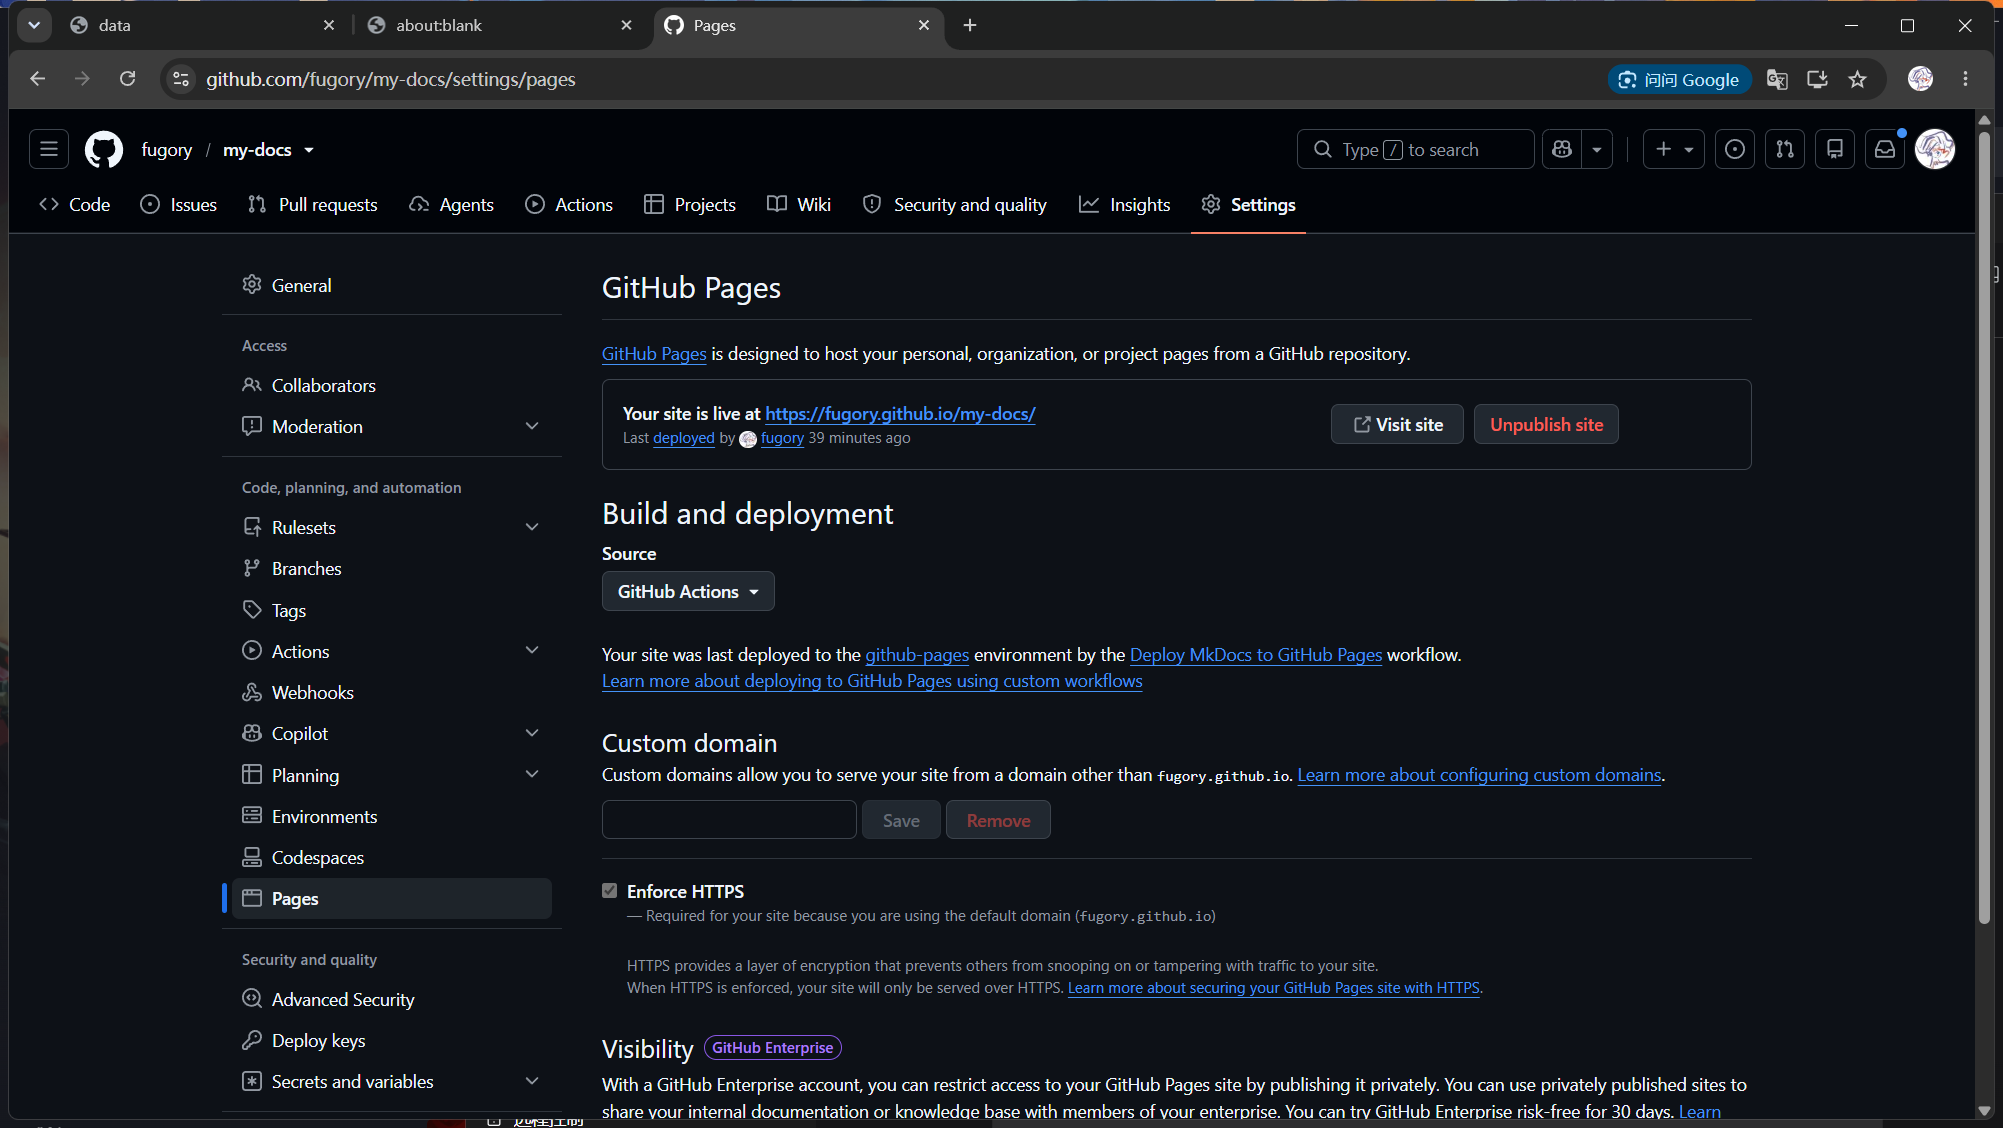 data
about:blank
Pages
github.com/fugory/my-docs/settings/pages
问问 Google
fugory / my-docs
Type / to search
Code
Issues
Pull requests
Agents
Actions
Projects
Wiki
Security and quality
Insights
Settings
General
Access
Collaborators
Moderation
Code, planning, and automation
Rulesets
Branches
Tags
Actions
Webhooks
Copilot
Planning
Environments
Codespaces
Pages
Security and quality
Advanced Security
Deploy keys
Secrets and variables
GitHub Pages
GitHub Pages is designed to host your personal, organization, or project pages from a GitHub repository.
Your site is live at https://fugory.github.io/my-docs/
Last deployed by fugory 39 minutes ago
Visit site
Unpublish site
Build and deployment
Source
GitHub Actions
Your site was last deployed to the github-pages environment by the Deploy MkDocs to GitHub Pages workflow.
Learn more about deploying to GitHub Pages using custom workflows
Custom domain
Custom domains allow you to serve your site from a domain other than fugory.github.io. Learn more about configuring custom domains.
Save
Remove
Enforce HTTPS
— Required for your site because you are using the default domain (fugory.github.io)
HTTPS provides a layer of encryption that prevents others from snooping on or tampering with traffic to your site.
When HTTPS is enforced, your site will only be served over HTTPS. Learn more about securing your GitHub Pages site with HTTPS.
Visibility
GitHub Enterprise
With a GitHub Enterprise account, you can restrict access to your GitHub Pages site by publishing it privately. You can use privately published sites to
share your internal documentation or knowledge base with members of your enterprise. You can try GitHub Enterprise risk-free for 30 days. Learn